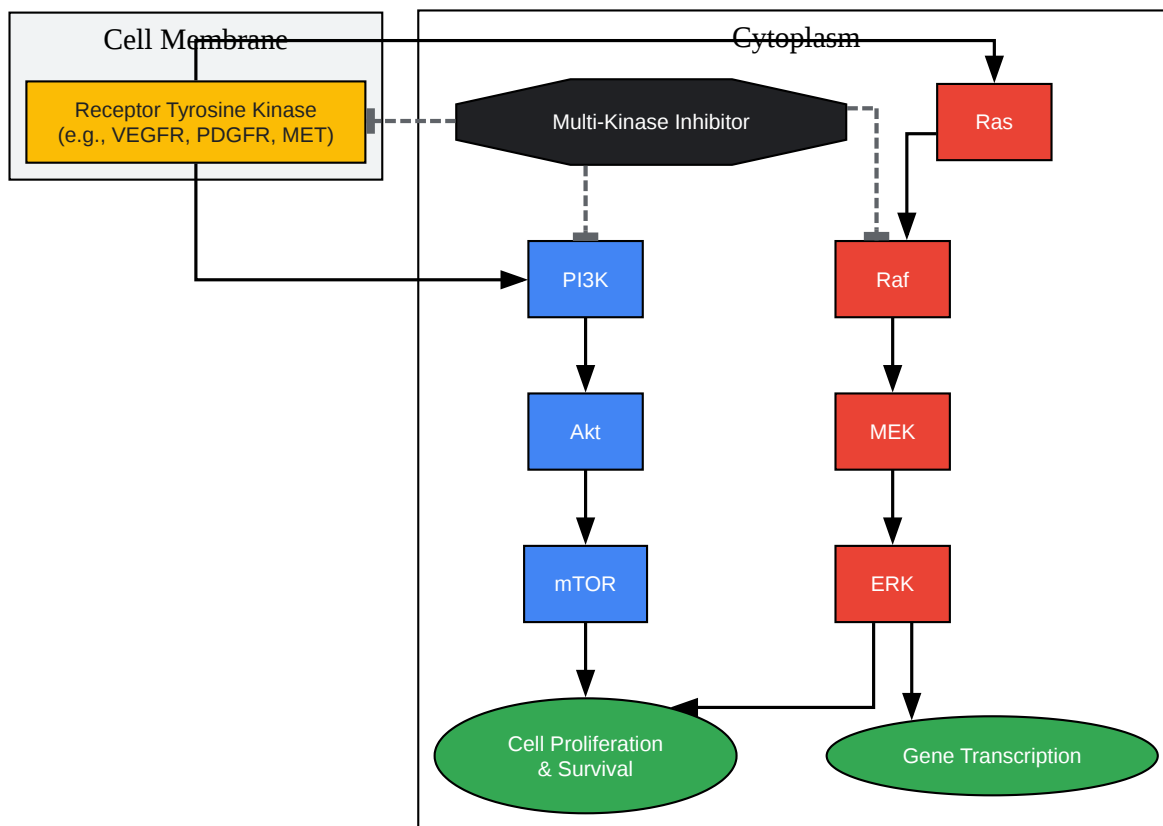 Cell Membrane
Cytoplasm
Receptor Tyrosine Kinase
(e.g., VEGFR, PDGFR, MET)
Multi-Kinase Inhibitor
Ras
PI3K
Raf
Akt
MEK
mTOR
ERK
Cell Proliferation
& Survival
Gene Transcription